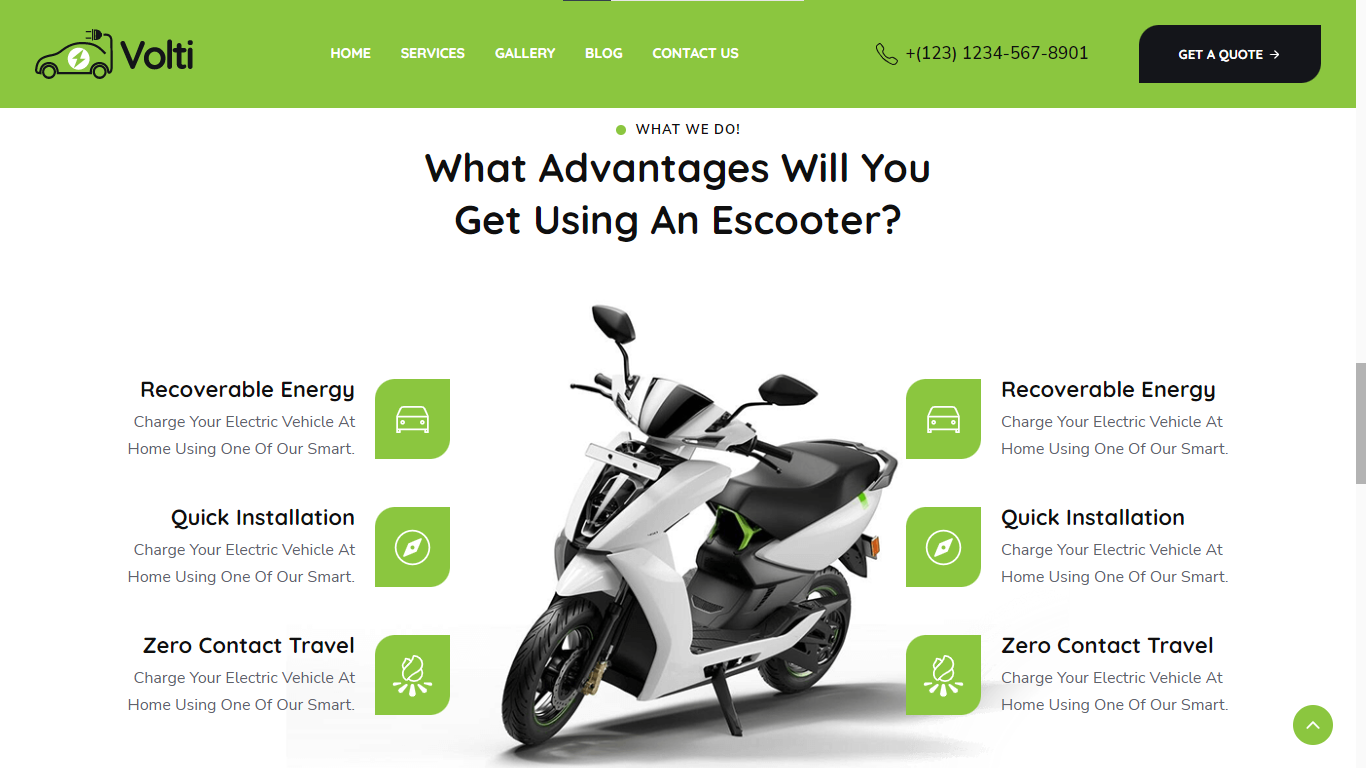 Volti
HOME SERVICES GALLERY BLOG CONTACT US
+(123) 1234-567-8901
GET A QUOTE →
WHAT WE DO!
What Advantages Will You
Get Using An Escooter?
Recoverable Energy
Charge Your Electric Vehicle At
Home Using One Of Our Smart.
Quick Installation
Charge Your Electric Vehicle At
Home Using One Of Our Smart.
Zero Contact Travel
Charge Your Electric Vehicle At
Home Using One Of Our Smart.
Recoverable Energy
Charge Your Electric Vehicle At
Home Using One Of Our Smart.
Quick Installation
Charge Your Electric Vehicle At
Home Using One Of Our Smart.
Zero Contact Travel
Charge Your Electric Vehicle At
Home Using One Of Our Smart.